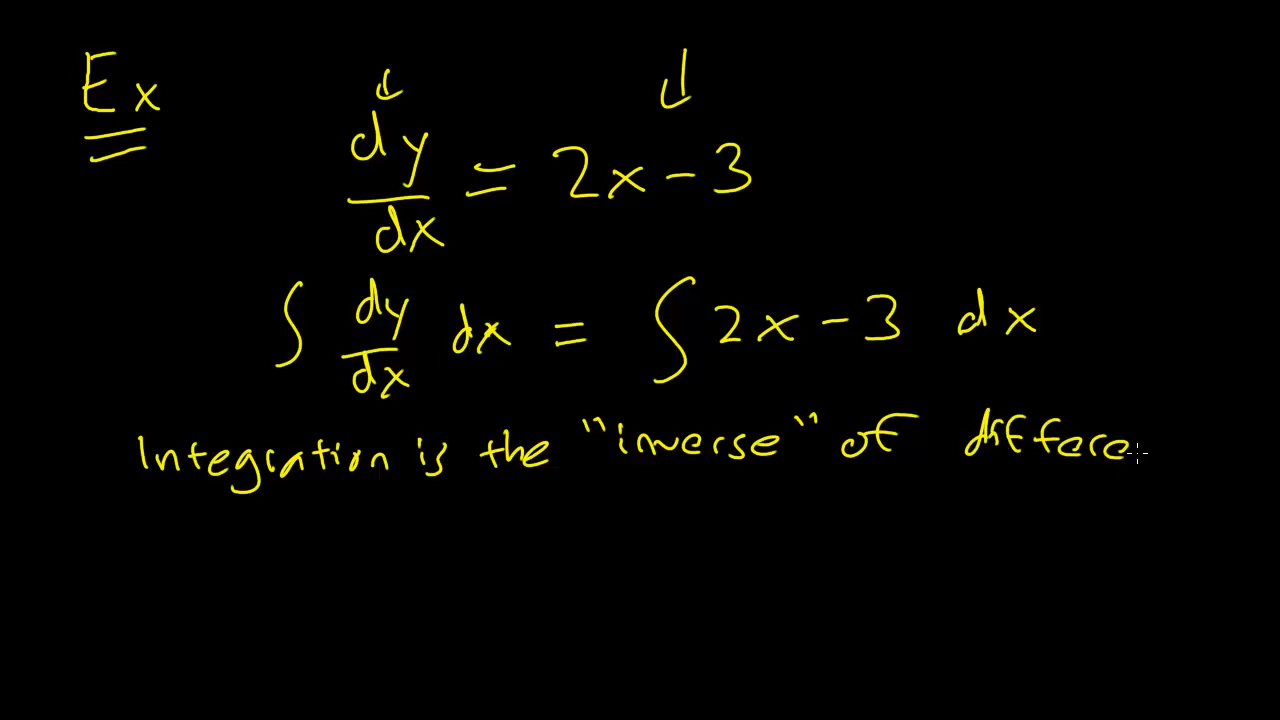 Ex
dy/dx = 2x - 3
∫ dy/dx dx = ∫ 2x - 3 dx
Integration is the "inverse" of differe